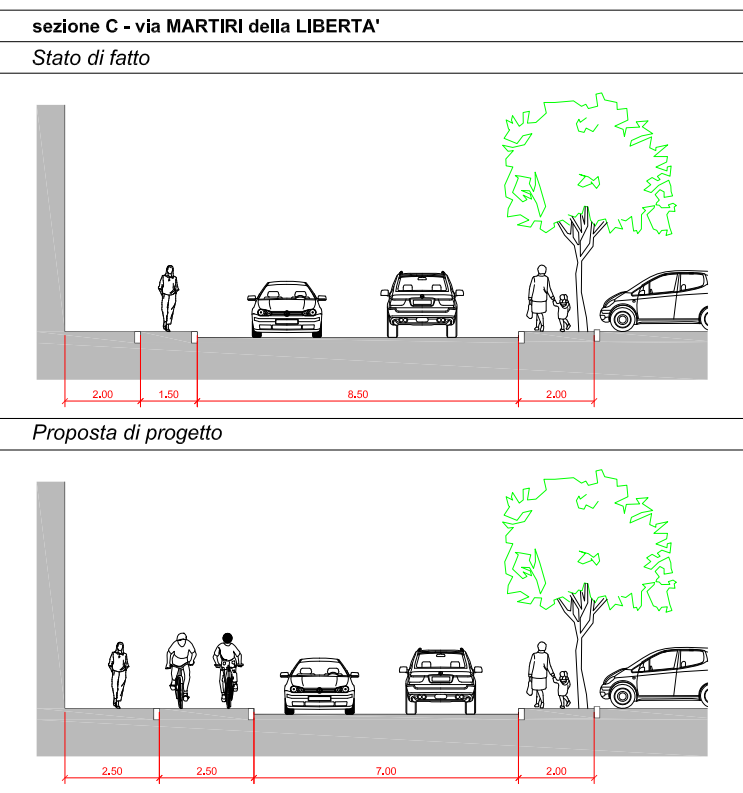 sezione C - via MARTIRI della LIBERTA'
Stato di fatto
2.00 1.50 8.50 2.00
Proposta di progetto
2.50 2.50 7.00 2.00